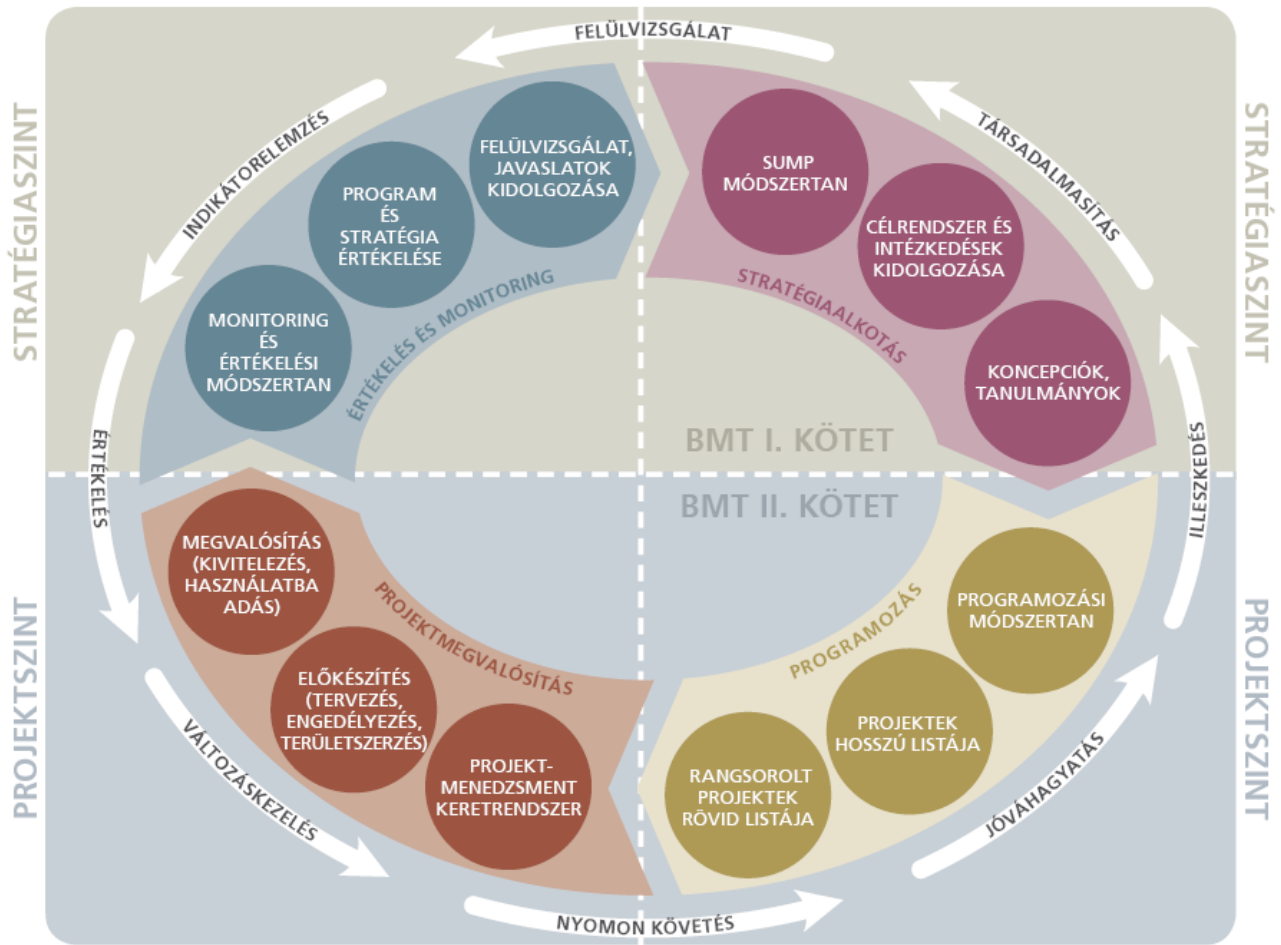 FELÜLVIZSGÁLAT
TÁRSADALMASÍTÁS
ILLESZKEDÉS
JÓVÁHAGYATÁS
NYOMON KÖVETÉS
VÁLTOZÁSKEZELÉS
ÉRTÉKELÉS
INDIKÁTORELEMZÉS
STRATÉGIASZINT
STRATÉGIASZINT
PROJEKTSZINT
PROJEKTSZINT
SUMP
MÓDSZERTAN
CÉLRENDSZER ÉS
INTÉZKEDÉSEK
KIDOLGOZÁSA
KONCEPCIÓK,
TANULMÁNYOK
STRATÉGIAALKOTÁS
BMT I. KÖTET
BMT II. KÖTET
PROGRAMOZÁSI
MÓDSZERTAN
PROJEKTEK
HOSSZÚ LISTÁJA
RANGSOROLT
PROJEKTEK
RÖVID LISTÁJA
PROGRAMOZÁS
PROJEKT-
MENEDZSMENT
KERETRENDSZER
ELŐKÉSZÍTÉS
(TERVEZÉS,
ENGEDÉLYEZÉS,
TERÜLETSZERZÉS)
MEGVALÓSÍTÁS
(KIVITELEZÉS,
HASZNÁLATBA
ADÁS)
PROJEKTMEGVALÓSÍTÁS
MONITORING
ÉS
ÉRTÉKELÉSI
MÓDSZERTAN
PROGRAM
ÉS
STRATÉGIA
ÉRTÉKELÉSE
FELÜLVIZSGÁLAT,
JAVASLATOK
KIDOLGOZÁSA
ÉRTÉKELÉS ÉS MONITORING